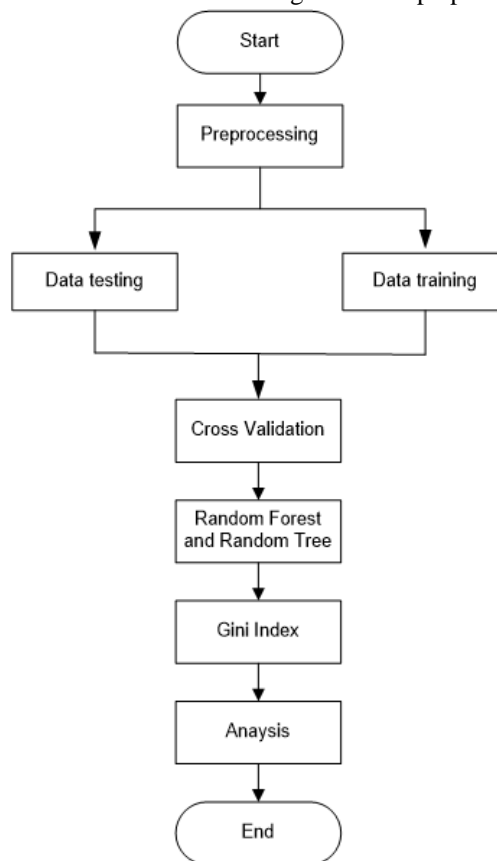 Start
Preprocessing
Data testing
Data training
Cross Validation
Random Forest
and Random Tree
Gini Index
Anaysis
End